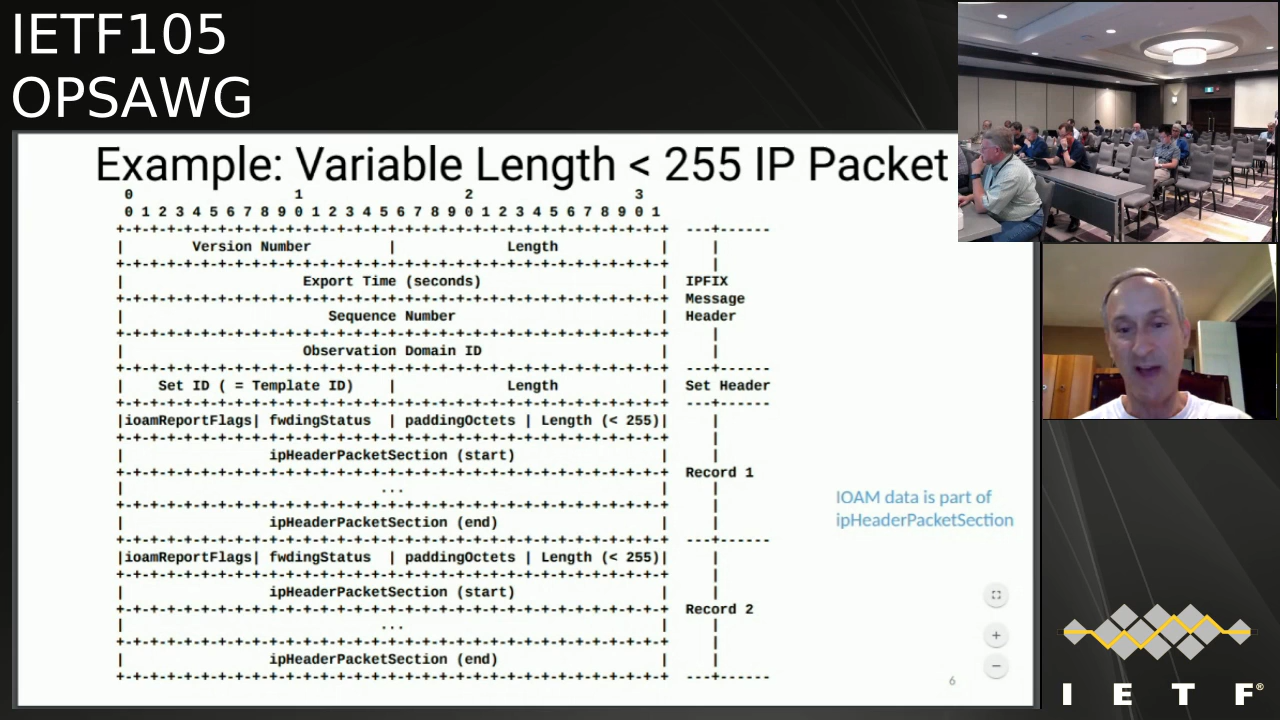 IETF105
OPSAWG
Example: Variable Length < 255 IP Packet
0                   1                   2                   3
0 1 2 3 4 5 6 7 8 9 0 1 2 3 4 5 6 7 8 9 0 1 2 3 4 5 6 7 8 9 0 1
+-+-+-+-+-+-+-+-+-+-+-+-+-+-+-+-+-+-+-+-+-+-+-+-+-+-+-+-+-+-+-+-+  ---+------
|        Version Number         |             Length            |     |
+-+-+-+-+-+-+-+-+-+-+-+-+-+-+-+-+-+-+-+-+-+-+-+-+-+-+-+-+-+-+-+-+     |
|                     Export Time (seconds)                     |  IPFIX
+-+-+-+-+-+-+-+-+-+-+-+-+-+-+-+-+-+-+-+-+-+-+-+-+-+-+-+-+-+-+-+-+  Message
|                        Sequence Number                        |  Header
+-+-+-+-+-+-+-+-+-+-+-+-+-+-+-+-+-+-+-+-+-+-+-+-+-+-+-+-+-+-+-+-+     |
|                     Observation Domain ID                     |     |
+-+-+-+-+-+-+-+-+-+-+-+-+-+-+-+-+-+-+-+-+-+-+-+-+-+-+-+-+-+-+-+-+  ---+------
|    Set ID ( = Template ID)    |             Length            |  Set Header
+-+-+-+-+-+-+-+-+-+-+-+-+-+-+-+-+-+-+-+-+-+-+-+-+-+-+-+-+-+-+-+-+  ---+------
|ioamReportFlags| fwdingStatus  | paddingOctets | Length (< 255)|     |
+-+-+-+-+-+-+-+-+-+-+-+-+-+-+-+-+-+-+-+-+-+-+-+-+-+-+-+-+-+-+-+-+     |
|                 ipHeaderPacketSection (start)                 |     |
+-+-+-+-+-+-+-+-+-+-+-+-+-+-+-+-+-+-+-+-+-+-+-+-+-+-+-+-+-+-+-+-+  Record 1
|                              ...                              |     |
+-+-+-+-+-+-+-+-+-+-+-+-+-+-+-+-+-+-+-+-+-+-+-+-+-+-+-+-+-+-+-+-+     |
|                 ipHeaderPacketSection (end)                   |     |
+-+-+-+-+-+-+-+-+-+-+-+-+-+-+-+-+-+-+-+-+-+-+-+-+-+-+-+-+-+-+-+-+  ---+------
|ioamReportFlags| fwdingStatus  | paddingOctets | Length (< 255)|     |
+-+-+-+-+-+-+-+-+-+-+-+-+-+-+-+-+-+-+-+-+-+-+-+-+-+-+-+-+-+-+-+-+     |
|                 ipHeaderPacketSection (start)                 |     |
+-+-+-+-+-+-+-+-+-+-+-+-+-+-+-+-+-+-+-+-+-+-+-+-+-+-+-+-+-+-+-+-+  Record 2
|                              ...                              |     |
+-+-+-+-+-+-+-+-+-+-+-+-+-+-+-+-+-+-+-+-+-+-+-+-+-+-+-+-+-+-+-+-+     |
|                 ipHeaderPacketSection (end)                   |     |
+-+-+-+-+-+-+-+-+-+-+-+-+-+-+-+-+-+-+-+-+-+-+-+-+-+-+-+-+-+-+-+-+  ---+------
IOAM data is part of
ipHeaderPacketSection
6
I E T F®